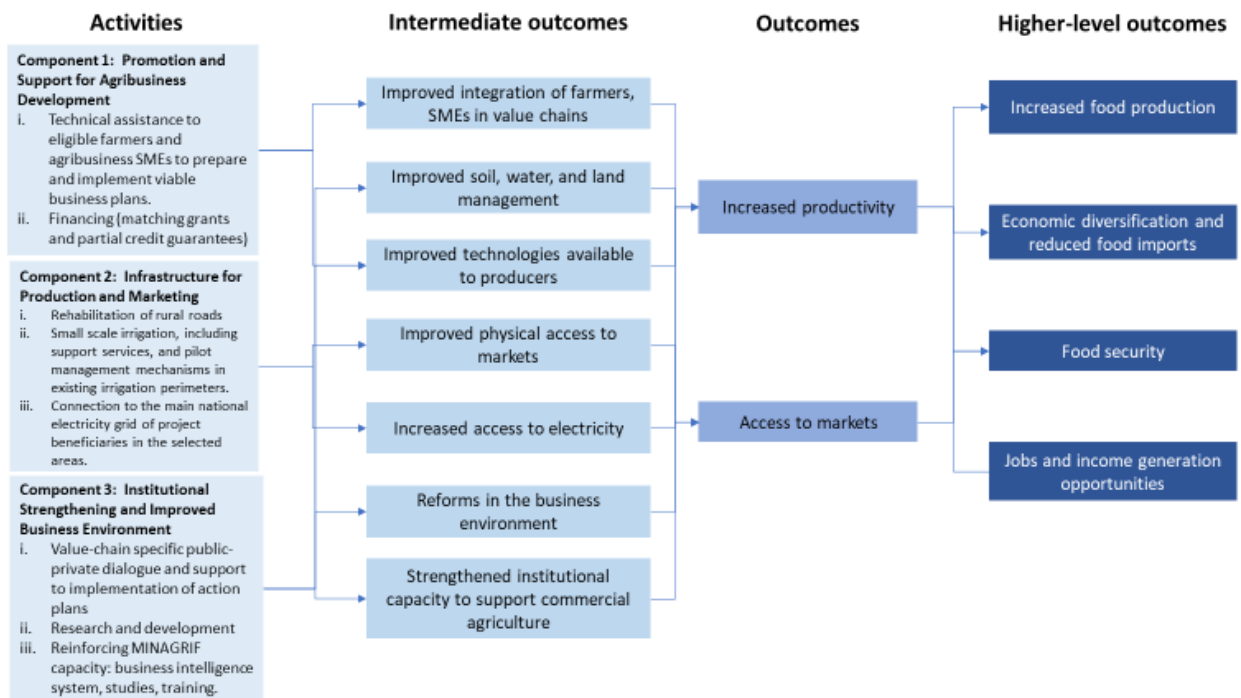 Activities
Component 1: Promotion and
Support for Agribusiness
Development
i. Technical assistance to
eligible farmers and
agribusiness SMEs to prepare
and implement viable
business plans.
ii. Financing (matching grants
and partial credit guarantees)
Component 2: Infrastructure for
Production and Marketing
i. Rehabilitation of rural roads
ii. Small scale irrigation, including
support services, and pilot
management mechanisms in
existing irrigation perimeters.
iii. Connection to the main national
electricity grid of project
beneficiaries in the selected
areas.
Component 3: Institutional
Strengthening and Improved
Business Environment
i. Value-chain specific public-
private dialogue and support
to implementation of action
plans
ii. Research and development
iii. Reinforcing MINAGRIF
capacity: business intelligence
system, studies, training.
Intermediate outcomes
Improved integration of farmers,
SMEs in value chains
Improved soil, water, and land
management
Improved technologies available
to producers
Improved physical access to
markets
Increased access to electricity
Reforms in the business
environment
Strengthened institutional
capacity to support commercial
agriculture
Outcomes
Increased productivity
Access to markets
Higher-level outcomes
Increased food production
Economic diversification and
reduced food imports
Food security
Jobs and income generation
opportunities